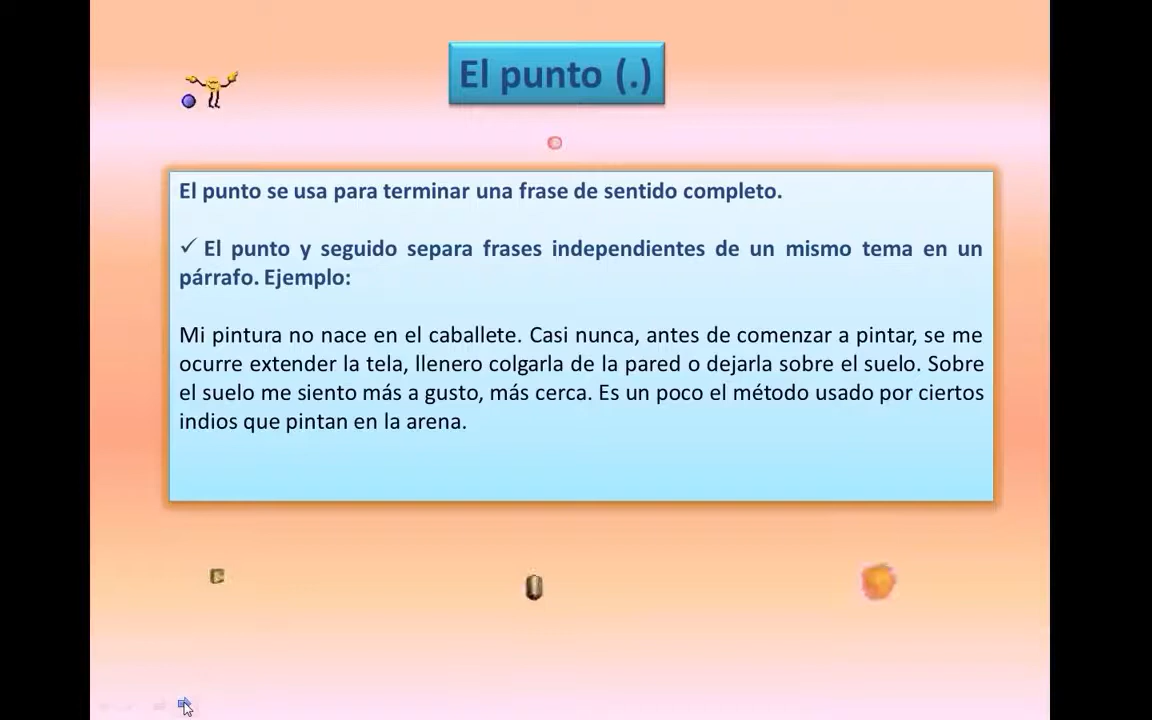 El punto (.)
El punto se usa para terminar una frase de sentido completo.
✓ El punto y seguido separa frases independientes de un mismo tema en un
párrafo. Ejemplo:
Mi pintura no nace en el caballete. Casi nunca, antes de comenzar a pintar, se me
ocurre extender la tela, llenero colgarla de la pared o dejarla sobre el suelo. Sobre
el suelo me siento más a gusto, más cerca. Es un poco el método usado por ciertos
indios que pintan en la arena.